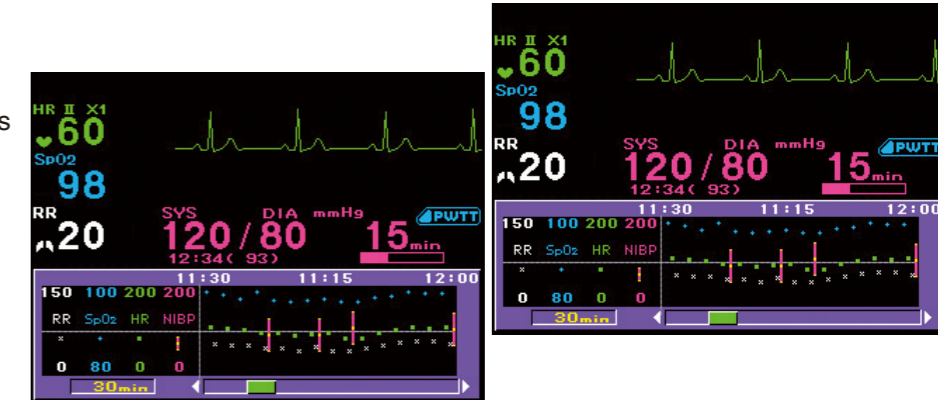 s
HR II X1
60
SpO2
98
RR
20
SYS DIA mmHg
120 / 80
12:34( 93)
15min
PWTT
11:30 11:15 12:00
150 100 200 200
RR SpO2 HR NIBP
0 80 0 0
30min
HR II X1
60
SpO2
98
RR
20
SYS DIA mmHg
120 / 80
12:34( 93)
15min
PWTT
11:30 11:15 12:00
150 100 200 200
RR SpO2 HR NIBP
0 80 0 0
30min